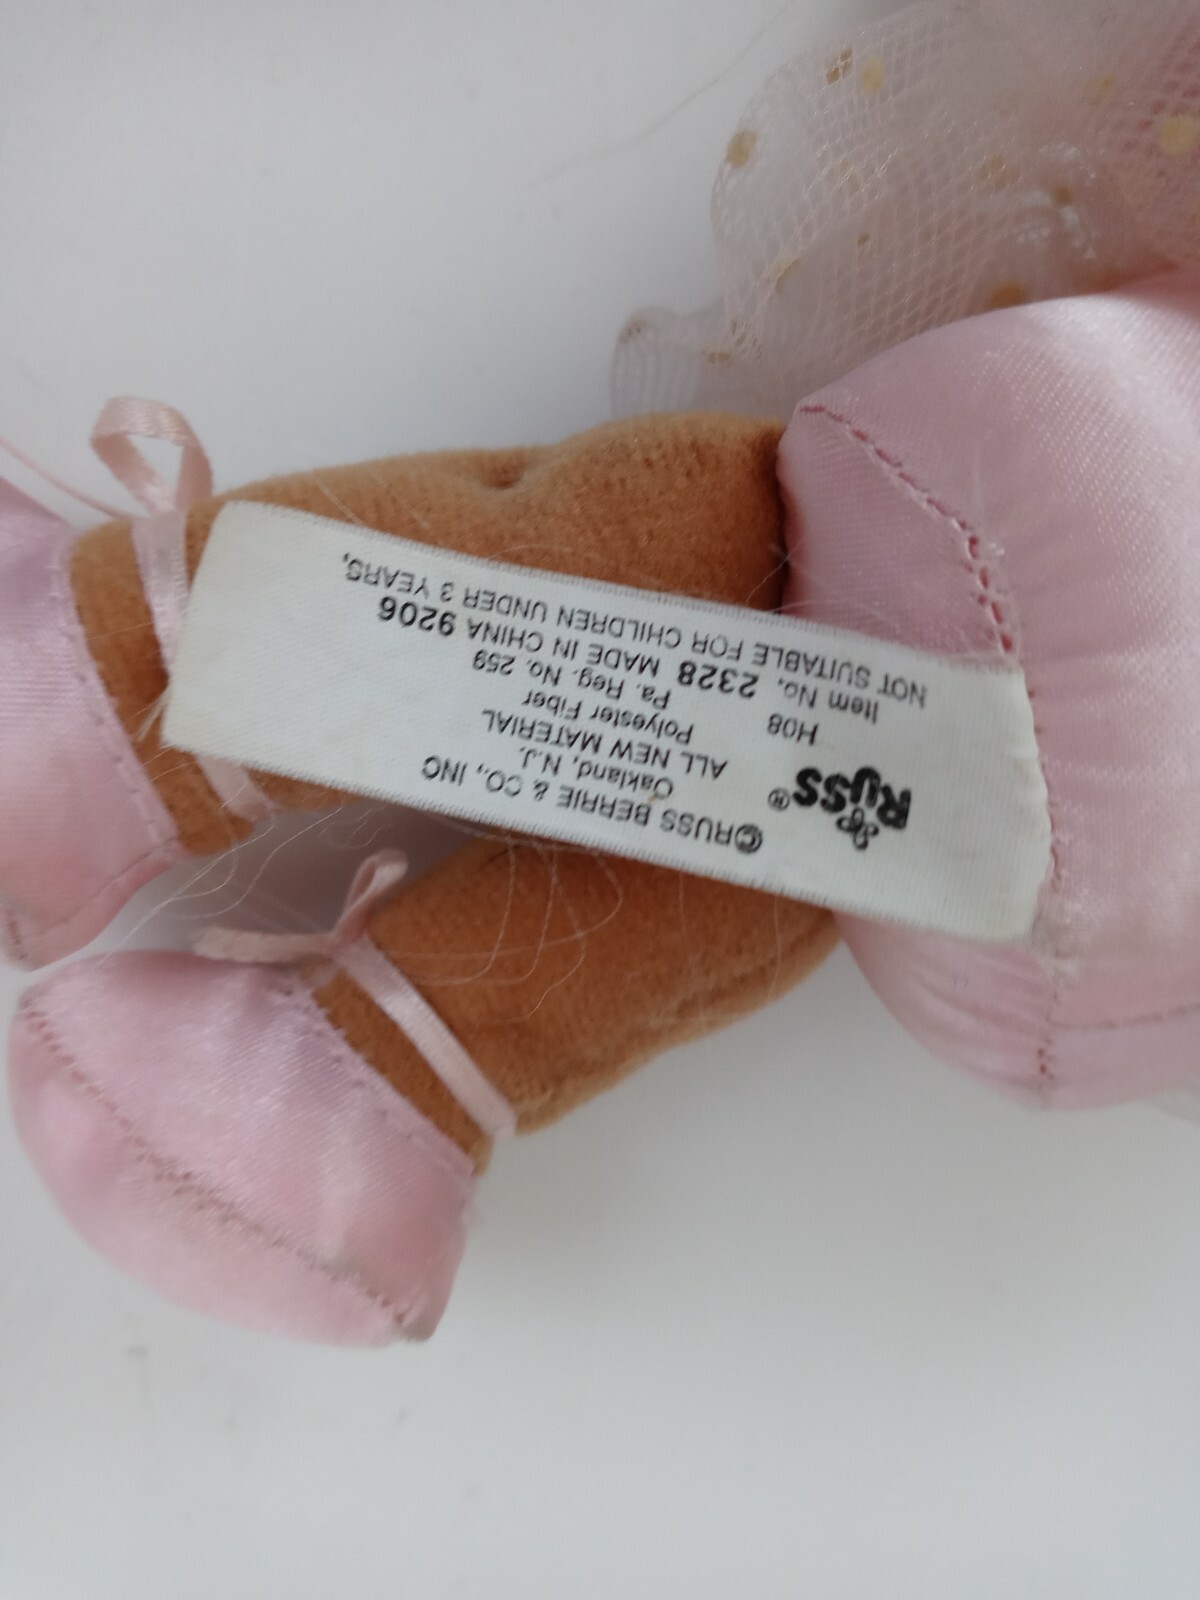 ©RUSS BERRIE & CO., INC
Oakland, N.J.
Russ®
ALL NEW MATERIAL
Polyester Fiber
H08 Pa. Reg. No. 259
Item No. 2328 MADE IN CHINA 9206
NOT SUITABLE FOR CHILDREN UNDER 3 YEARS,